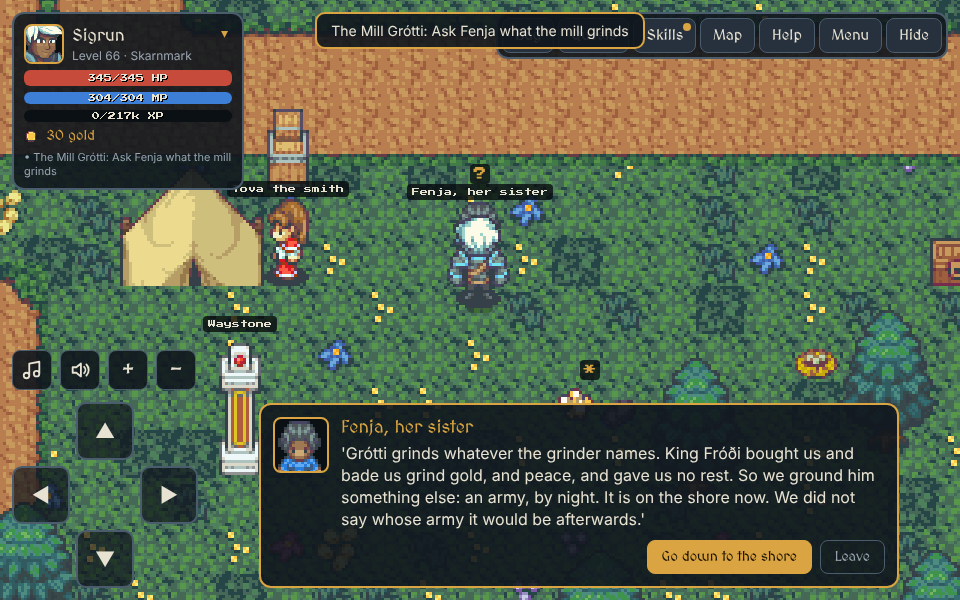 Sigrun
Level 66 · Skarnmark
345/345 HP
304/304 MP
0/217k XP
30 gold
• The Mill Grótti: Ask Fenja what the mill
grinds
The Mill Grótti: Ask Fenja what the mill grinds
Skills
Map
Help
Menu
Hide
Tova the smith
?
Fenja, her sister
Waystone
+
-
*
Fenja, her sister
'Grótti grinds whatever the grinder names. King Fróði bought us and
bade us grind gold, and peace, and gave us no rest. So we ground him
something else: an army, by night. It is on the shore now. We did not
say whose army it would be afterwards.'
Go down to the shore
Leave